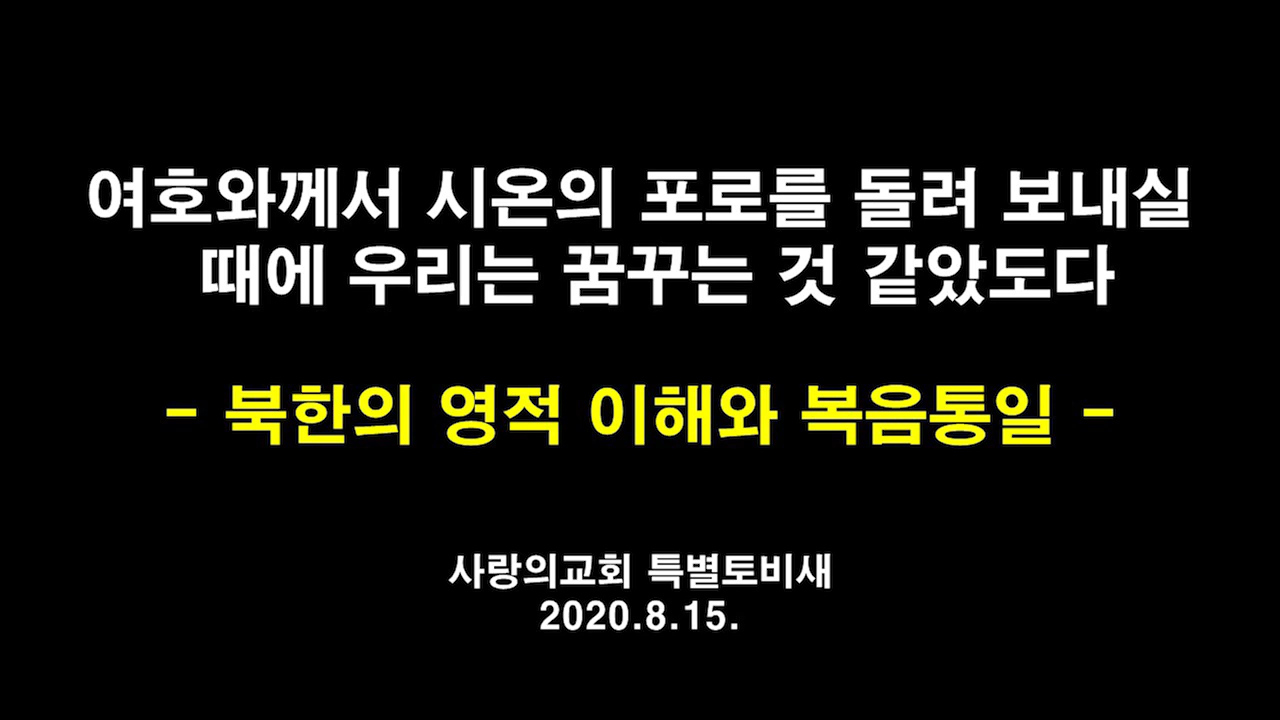 여호와께서 시온의 포로를 돌려 보내실
때에 우리는 꿈꾸는 것 같았도다
- 북한의 영적 이해와 복음통일 -
사랑의교회 특별토비새
2020.8.15.